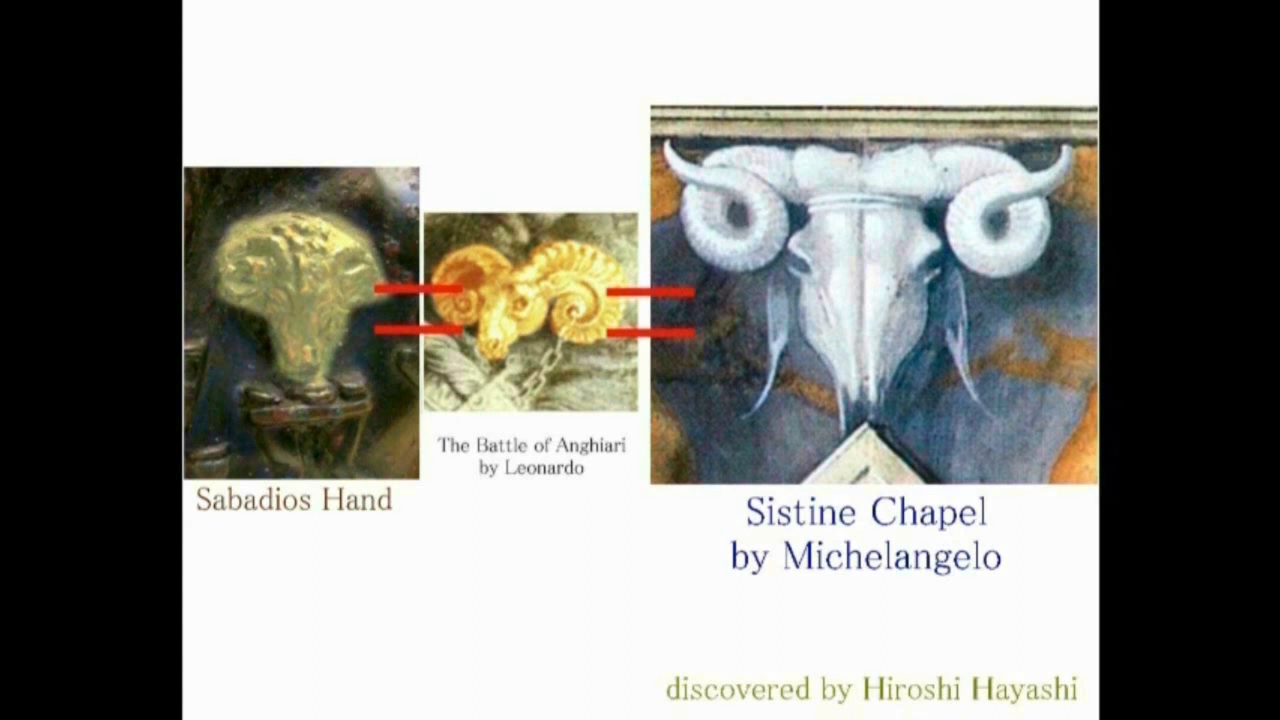 Sabadios Hand
The Battle of Anghiari
by Leonardo
Sistine Chapel
by Michelangelo
discovered by Hiroshi Hayashi